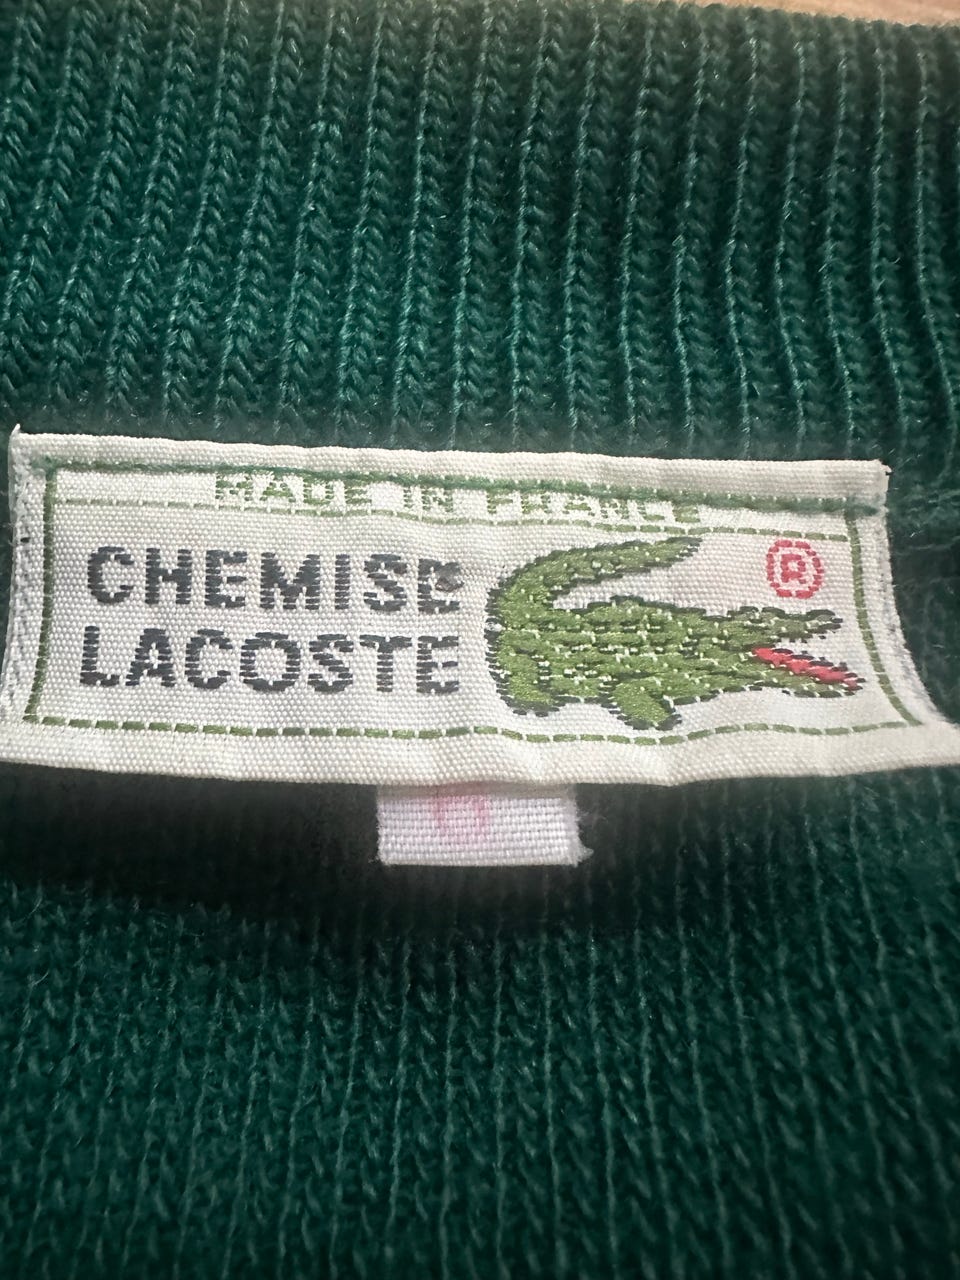 MADE IN FRANCE
CHEMISE
LACOSTE
®